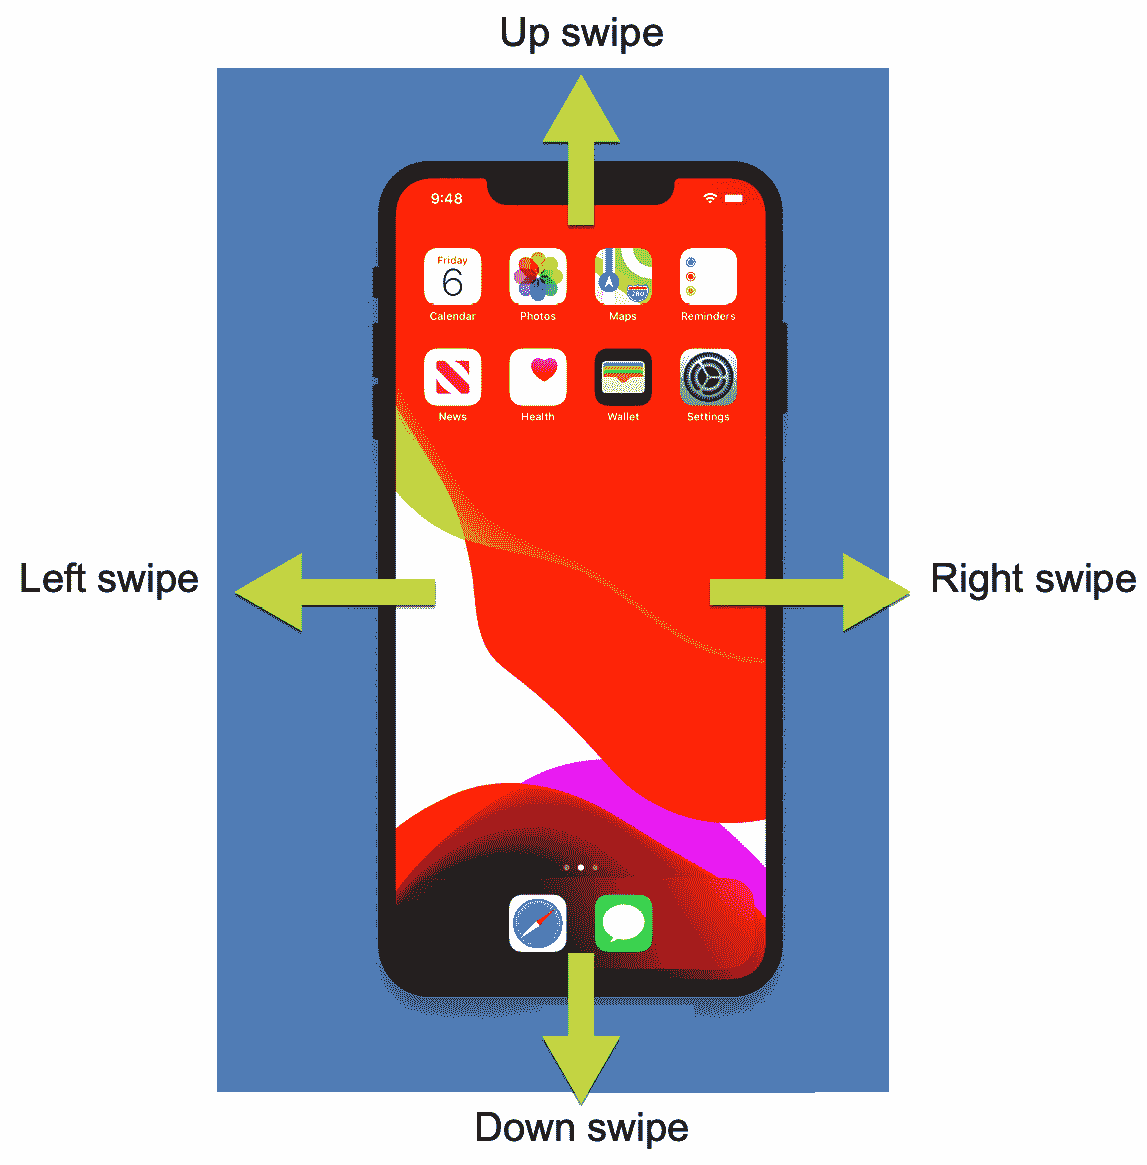 Up swipe
9:48
Friday
6
280
Calendar Photos Maps Reminders
News Health Wallet Settings
Left swipe
Right swipe
Down swipe